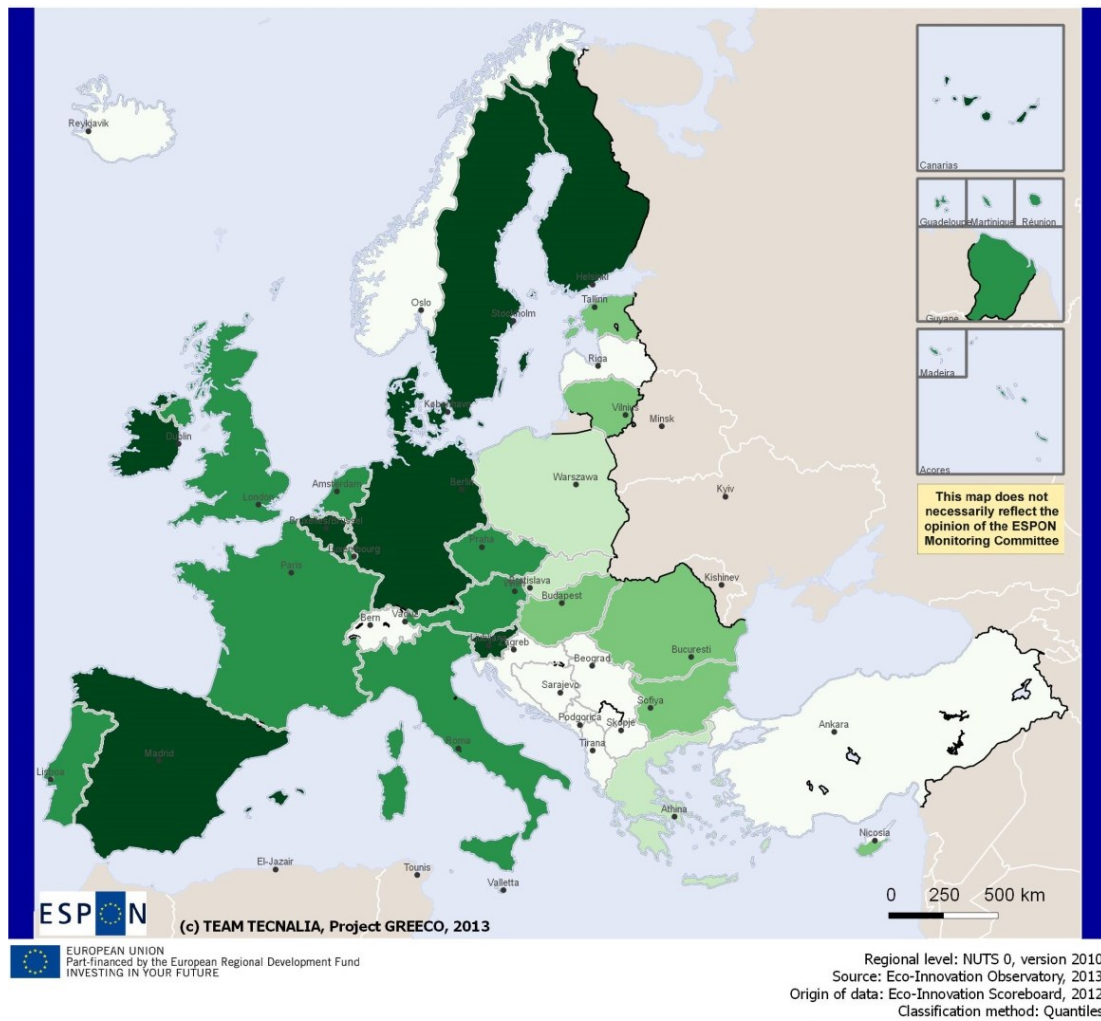 Reykjavik
Canarias
Guadeloupe
Martinique
Réunion
Guyane
Madeira
Acores
This map does not
necessarily reflect the
opinion of the ESPON
Monitoring Committee
Oslo
Helsinki
Stockholm
Tallinn
Riga
København
Vilnius
Minsk
Dublin
Amsterdam
London
Berlin
Warszawa
Kyiv
Luxembourg
Praha
Paris
Bratislava
Kishinev
Budapest
Bern
Vaduz
Zagreb
Beograd
Bucuresti
Sarajevo
Sofiya
Podgorica
Skopje
Ankara
Tirana
Roma
Madrid
Lisboa
Athina
Nicosia
El-Jazair
Tounis
Valletta
0 250 500 km
ESPON
(c) TEAM TECNALIA, Project GREECO, 2013
EUROPEAN UNION
Part-financed by the European Regional Development Fund
INVESTING IN YOUR FUTURE
Regional level: NUTS 0, version 2010
Source: Eco-Innovation Observatory, 2013
Origin of data: Eco-Innovation Scoreboard, 2012
Classification method: Quantiles